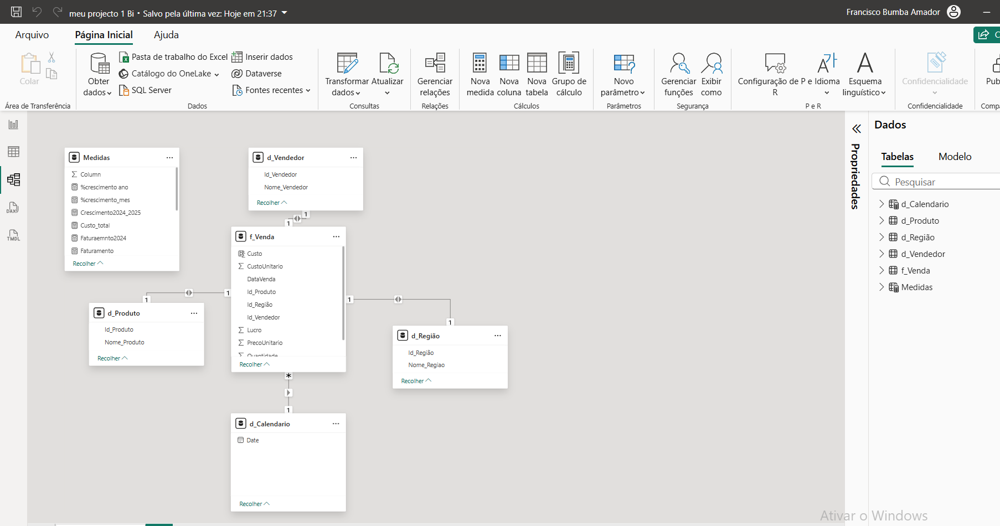 meu projecto 1 Bi • Salvo pela última vez: Hoje em 21:37
Francisco Bumba Amador
Arquivo
Página Inicial
Ajuda
Colar
Área de Transferência
Obter dados
Pasta de trabalho do Excel
Catálogo do OneLake
SQL Server
Inserir dados
Dataverse
Fontes recentes
Dados
Transformar dados
Atualizar
Consultas
Gerenciar relações
Relações
Nova medida
Nova coluna
Nova tabela
Grupo de cálculo
Cálculos
Novo parâmetro
Parâmetros
Gerenciar funções
Exibir como
Segurança
Configuração de R
P e Idioma
Esquema linguístico
P e R
Confidencialidade
Confidencialidade
Pub
Compa
DAX
TMDL
Medidas
Column
%crescimento ano
%crescimento_mes
Crescimento2024_2025
Custo_total
Faturaemnto2024
Faturamento
Recolher
d_Vendedor
Id_Vendedor
Nome_Vendedor
Recolher
1
1
f_Venda
Custo
CustoUnitario
DataVenda
Id_Produto
Id_Região
Id_Vendedor
Lucro
PrecoUnitario
Quantidade
Recolher
1
1
d_Produto
Id_Produto
Nome_Produto
Recolher
1
1
d_Região
Id_Região
Nome_Regiao
Recolher
*
1
d_Calendario
Date
Recolher
Propriedades
Dados
Tabelas
Modelo
Pesquisar
d_Calendario
d_Produto
d_Região
d_Vendedor
f_Venda
Medidas
Ativar o Windows